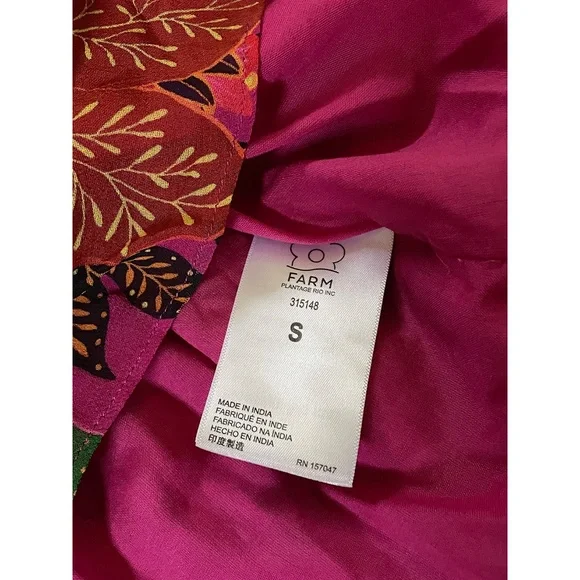 FARM
PLANTAGE RIO INC
315148
S
MADE IN INDIA
FABRIQUÉ EN INDE
FABRICADO NA ÍNDIA
HECHO EN INDIA
印度製造
RN 157047